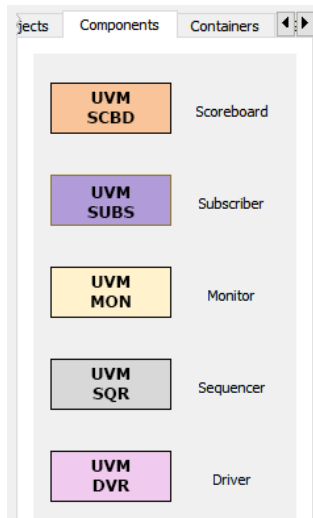 jects Components Containers
UVM
SCBD
Scoreboard
UVM
SUBS
Subscriber
UVM
MON
Monitor
UVM
SQR
Sequencer
UVM
DVR
Driver